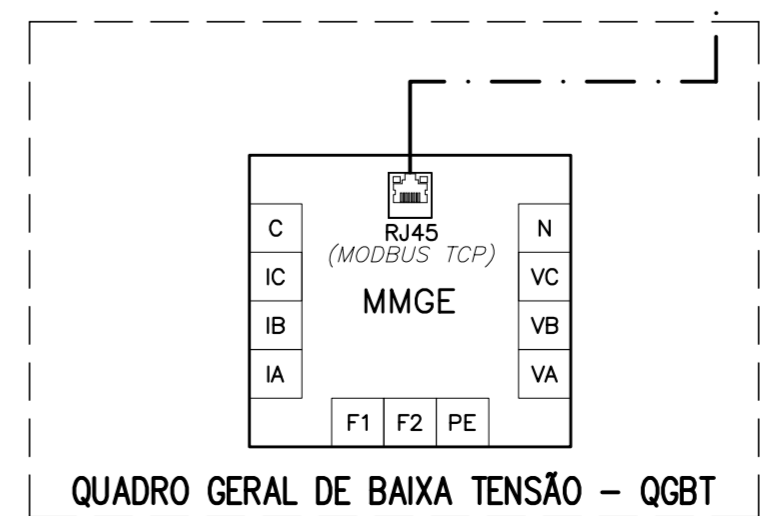 RJ45
(MODBUS TCP)
MMGE
C
IC
IB
IA
N
VC
VB
VA
F1 F2 PE
QUADRO GERAL DE BAIXA TENSÃO – QGBT